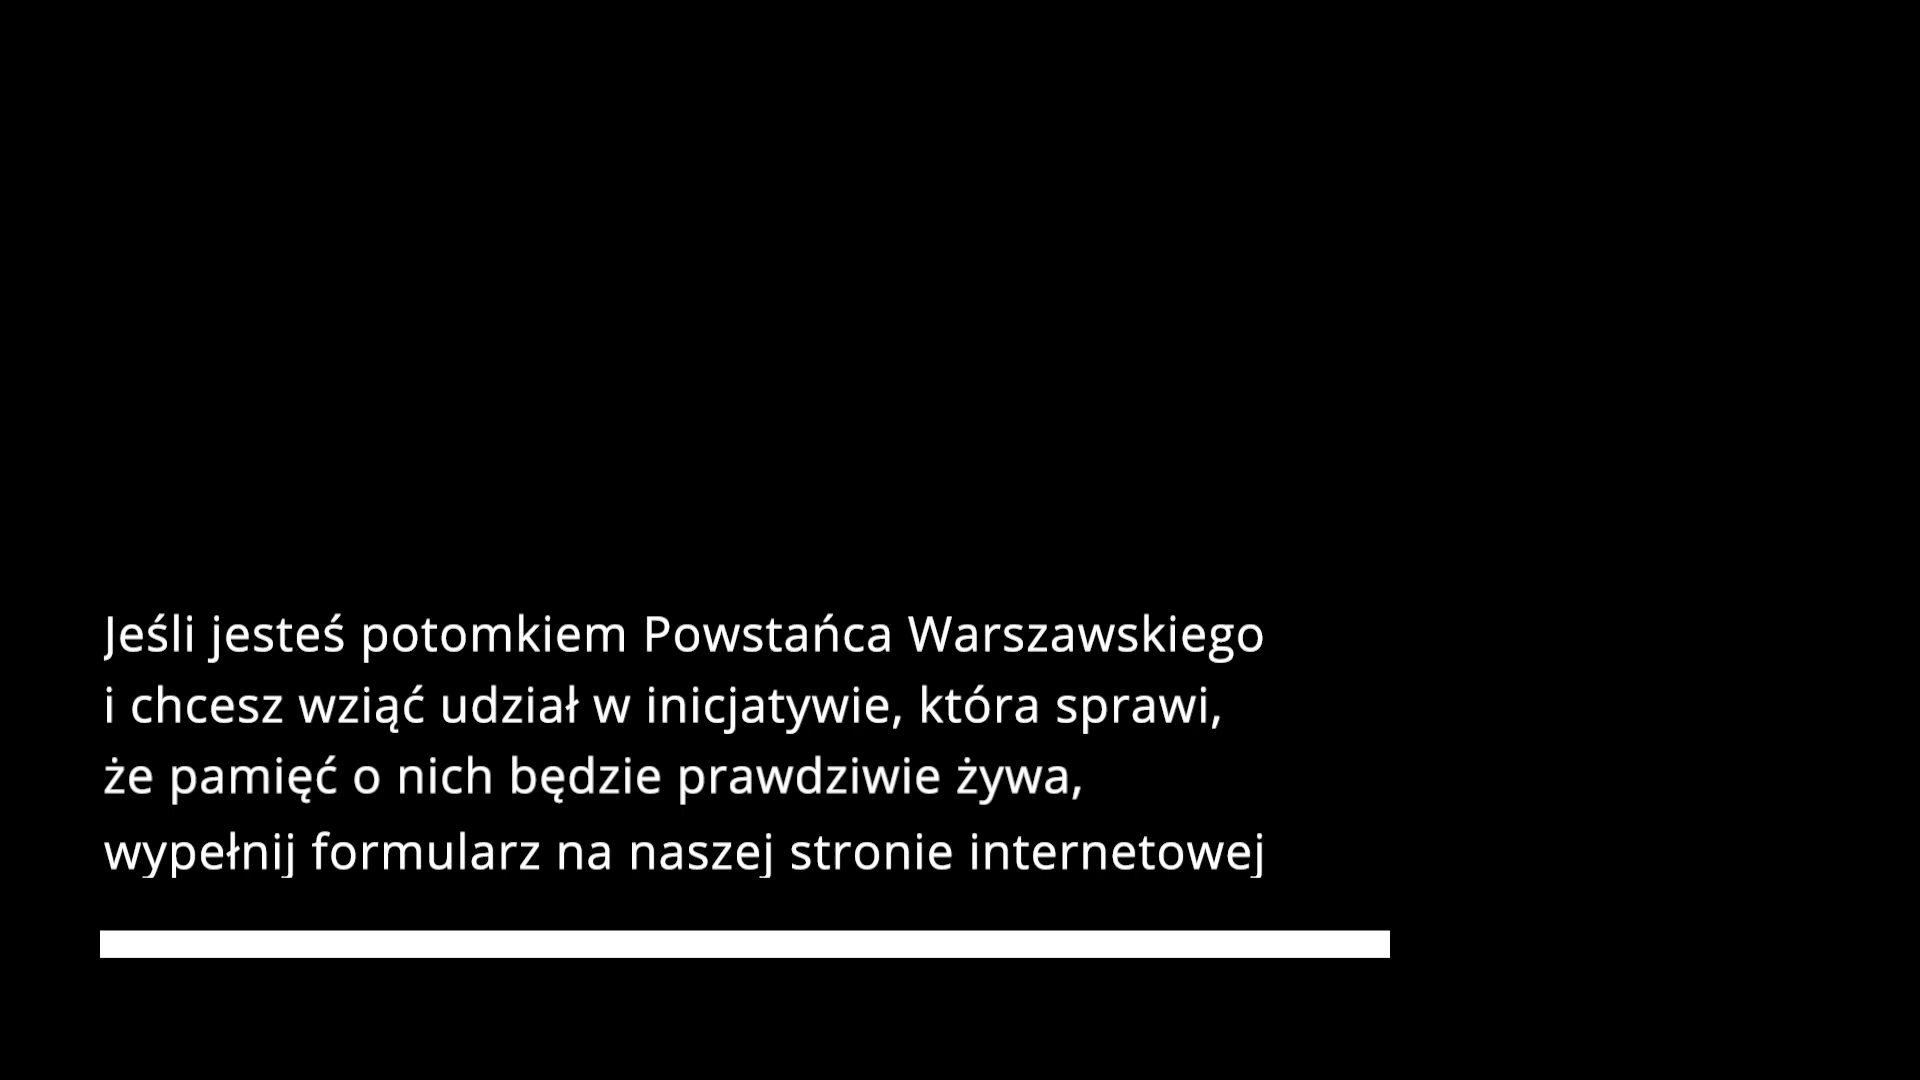 Jeśli jesteś potomkiem Powstańca Warszawskiego
i chcesz wziąć udział w inicjatywie, która sprawi,
że pamięć o nich będzie prawdziwie żywa,
wypełnij formularz na naszej stronie internetowej